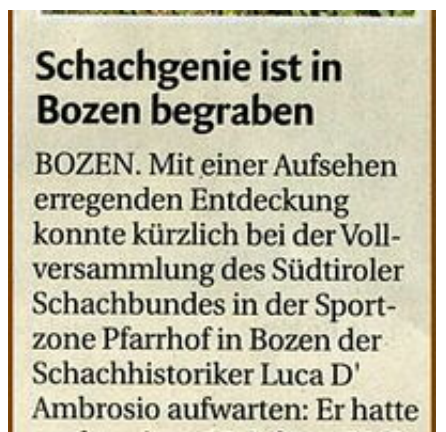 Schachgenie ist in
Bozen begraben
BOZEN. Mit einer Aufsehen
erregenden Entdeckung
konnte kürzlich bei der Voll-
versammlung des Südtiroler
Schachbundes in der Sport-
zone Pfarrhof in Bozen der
Schachhistoriker Luca D'
Ambrosio aufwarten: Er hatte